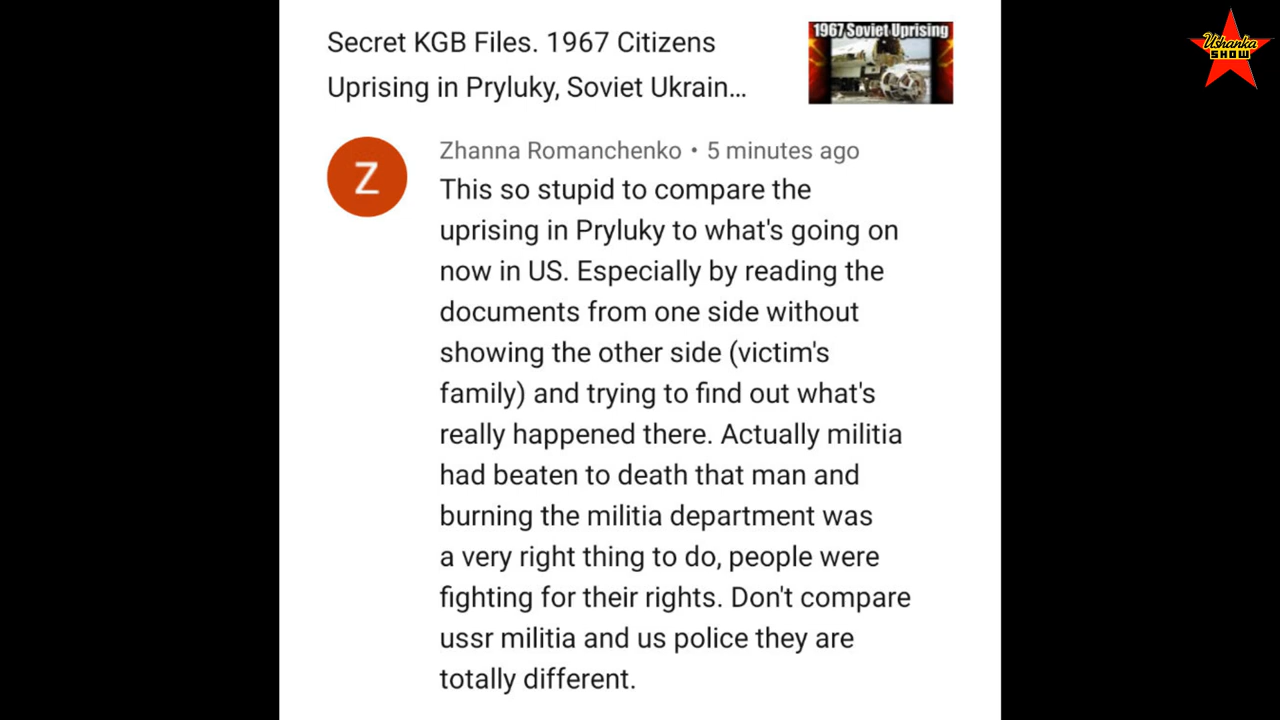 Secret KGB Files. 1967 Citizens
Uprising in Pryluky, Soviet Ukrain...
1967 Soviet Uprising
Ushanka
SHOW
Z
Zhanna Romanchenko • 5 minutes ago
This so stupid to compare the
uprising in Pryluky to what's going on
now in US. Especially by reading the
documents from one side without
showing the other side (victim's
family) and trying to find out what's
really happened there. Actually militia
had beaten to death that man and
burning the militia department was
a very right thing to do, people were
fighting for their rights. Don't compare
ussr militia and us police they are
totally different.